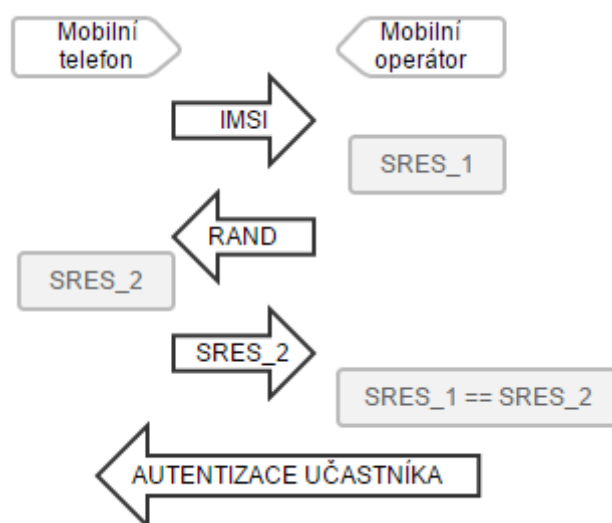 Mobilní
telefon
Mobilní
operátor
IMSI
SRES_1
RAND
SRES_2
SRES_2
SRES_1 == SRES_2
AUTENTIZACE UČASTNÍKA